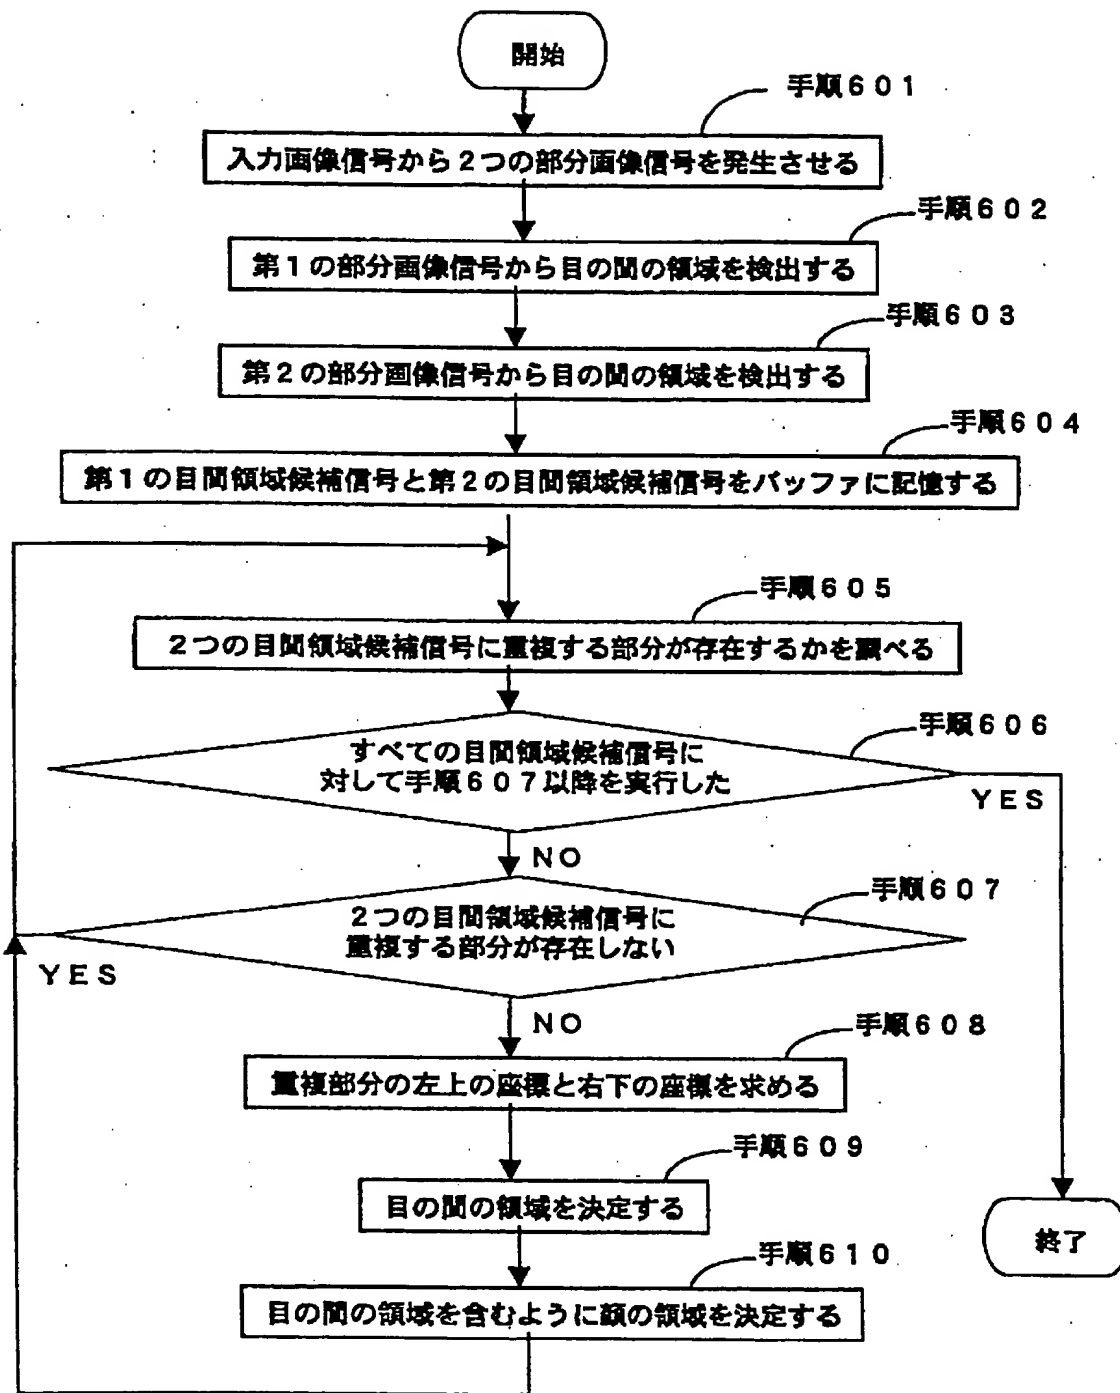 開始
手順601
入力画像信号から2つの部分画像信号を発生させる
手順602
第1の部分画像信号から目の間の領域を検出する
手順603
第2の部分画像信号から目の間の領域を検出する
手順604
第1の目間領域候補信号と第2の目間領域候補信号をバッファに記憶する
手順605
2つの目間領域候補信号に重複する部分が存在するかを調べる
手順606
すべての目間領域候補信号に
対して手順607以降を実行した
YES
NO
手順607
2つの目間領域候補信号に
重複する部分が存在しない
YES
NO
手順608
重複部分の左上の座標と右下の座標を求める
手順609
目の間の領域を決定する
終了
手順610
目の間の領域を含むように顔の領域を決定する